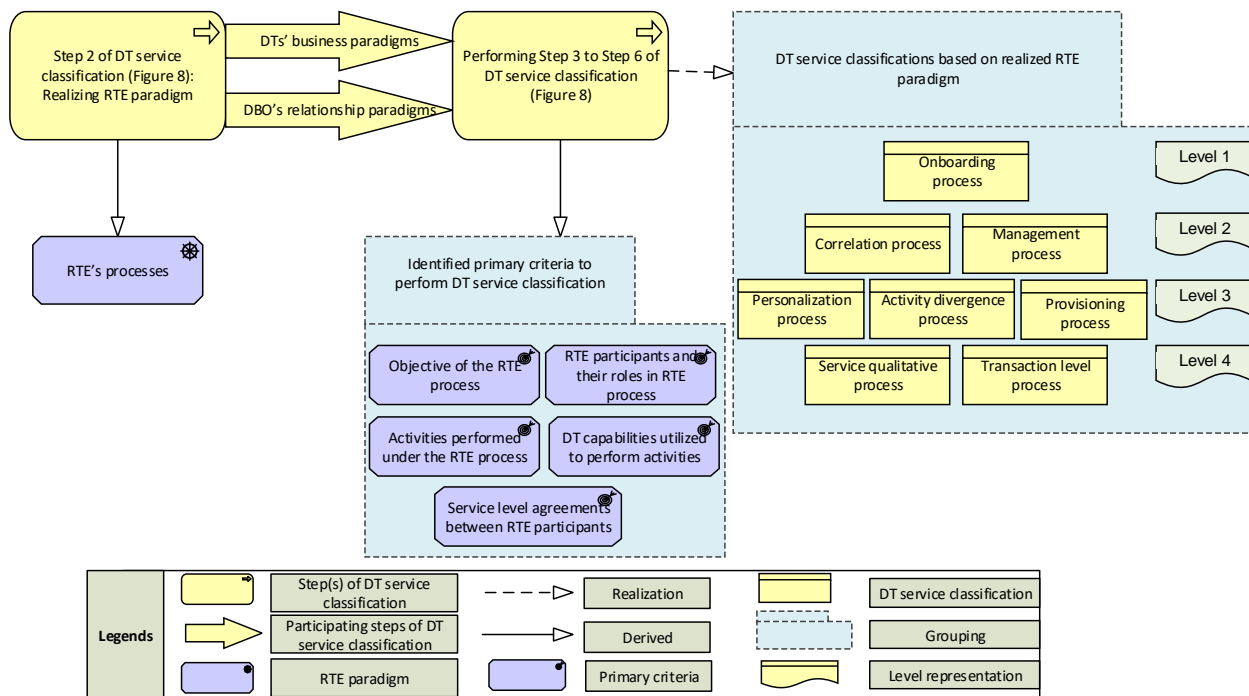 Step 2 of DT service
classification (Figure 8):
Realizing RTE paradigm
DTs' business paradigms
DBO's relationship paradigms
Performing Step 3 to Step 6 of
DT service classification
(Figure 8)
DT service classifications based on realized RTE
paradigm
Onboarding
process
Level 1
Correlation process
Management
process
Level 2
Personalization
process
Activity divergence
process
Provisioning
process
Level 3
Service qualitative
process
Transaction level
process
Level 4
RTE's processes
Identified primary criteria to
perform DT service classification
Objective of the RTE
process
RTE participants and
their roles in RTE
process
Activities performed
under the RTE process
DT capabilities utilized
to perform activities
Service level agreements
between RTE participants
Legends
Step(s) of DT service
classification
Realization
DT service classification
Participating steps of DT
service classification
Derived
Grouping
RTE paradigm
Primary criteria
Level representation